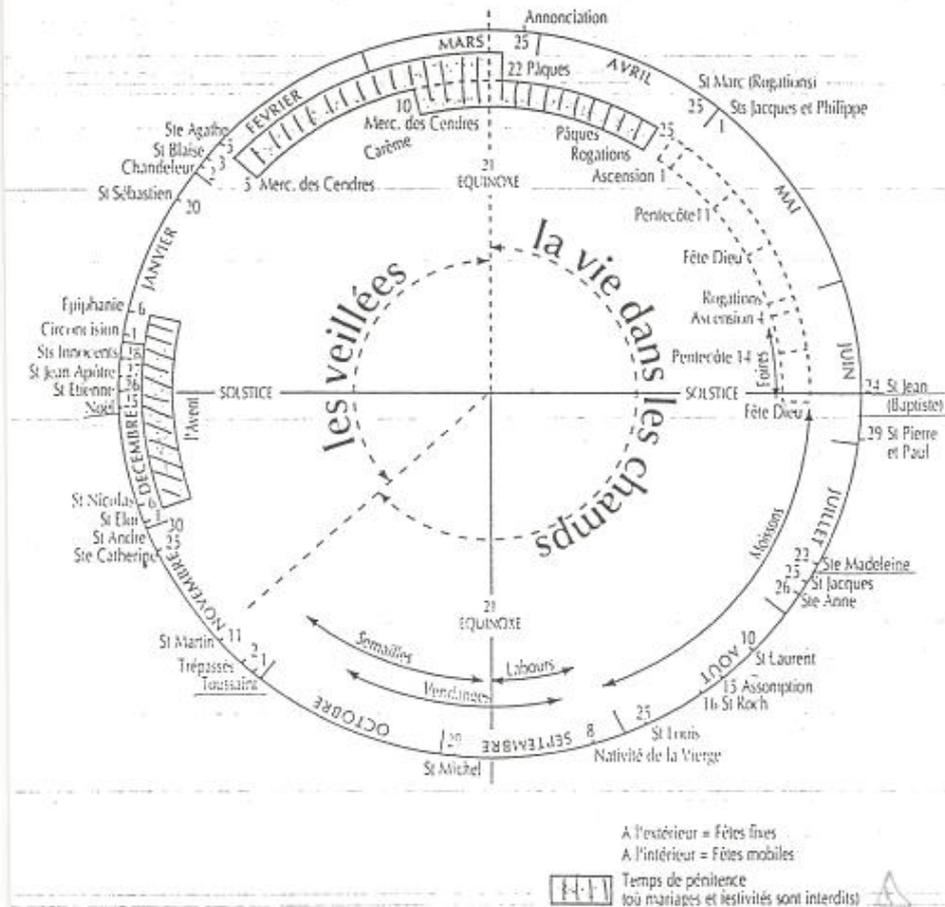 Annonciation
25
MARS
AVRIL
22 Pâques
St Marc (Rogations)
25
Sts Jacques et Philippe
1
FEVRIER
Ste Agathe
5
St Blaise
3
Chandeleur
2
St Sébastien
20
10
Merc. des Cendres
Carême
5 Merc. des Cendres
Pâques
25
Rogations
Ascension 1
21
EQUINOXE
Pentecôte 11
MAI
Fête Dieu
JANVIER
Epiphanie
6
Circoncision
1
Sts Innocents
28
St Jean Apôtre
27
St Etienne
26
Noël
25
DECEMBRE
l'Avent
Rogations
Ascension 4
Pentecôte 14
JUIN
SOLSTICE
SOLSTICE
Fête Dieu
24 St Jean
(Baptiste)
29 St Pierre
et Paul
les veillées
la vie dans les champs
St Nicolas
6
St Eloi
1
St André
30
Ste Catherine
25
NOVEMBRE
St Martin
11
Trépassés
2
Toussaint
1
OCTOBRE
JUILLET
Moissons
22
Ste Madeleine
25
St Jacques
26
Ste Anne
21
EQUINOXE
Semailles
Labours
Vendanges
10
St Laurent
AOUT
15 Assomption
16 St Roch
25
St Louis
8
Nativité de la Vierge
SEPTEMBRE
St Michel
A l'extérieur = Fêtes fixes
A l'intérieur = Fêtes mobiles
Temps de pénitence
(où mariages et festivités sont interdits)